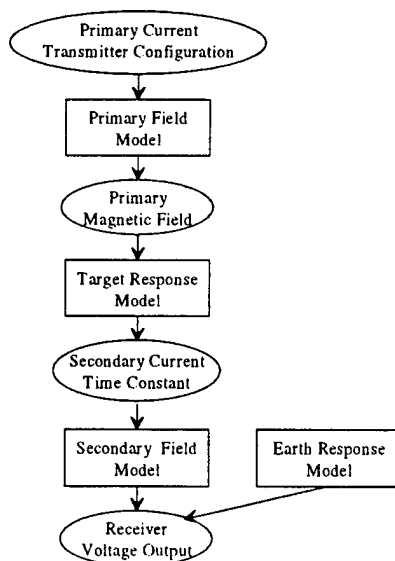 Primary Current
Transmitter Configuration
Primary Field
Model
Primary
Magnetic Field
Target Response
Model
Secondary Current
Time Constant
Secondary Field
Model
Earth Response
Model
Receiver
Voltage Output